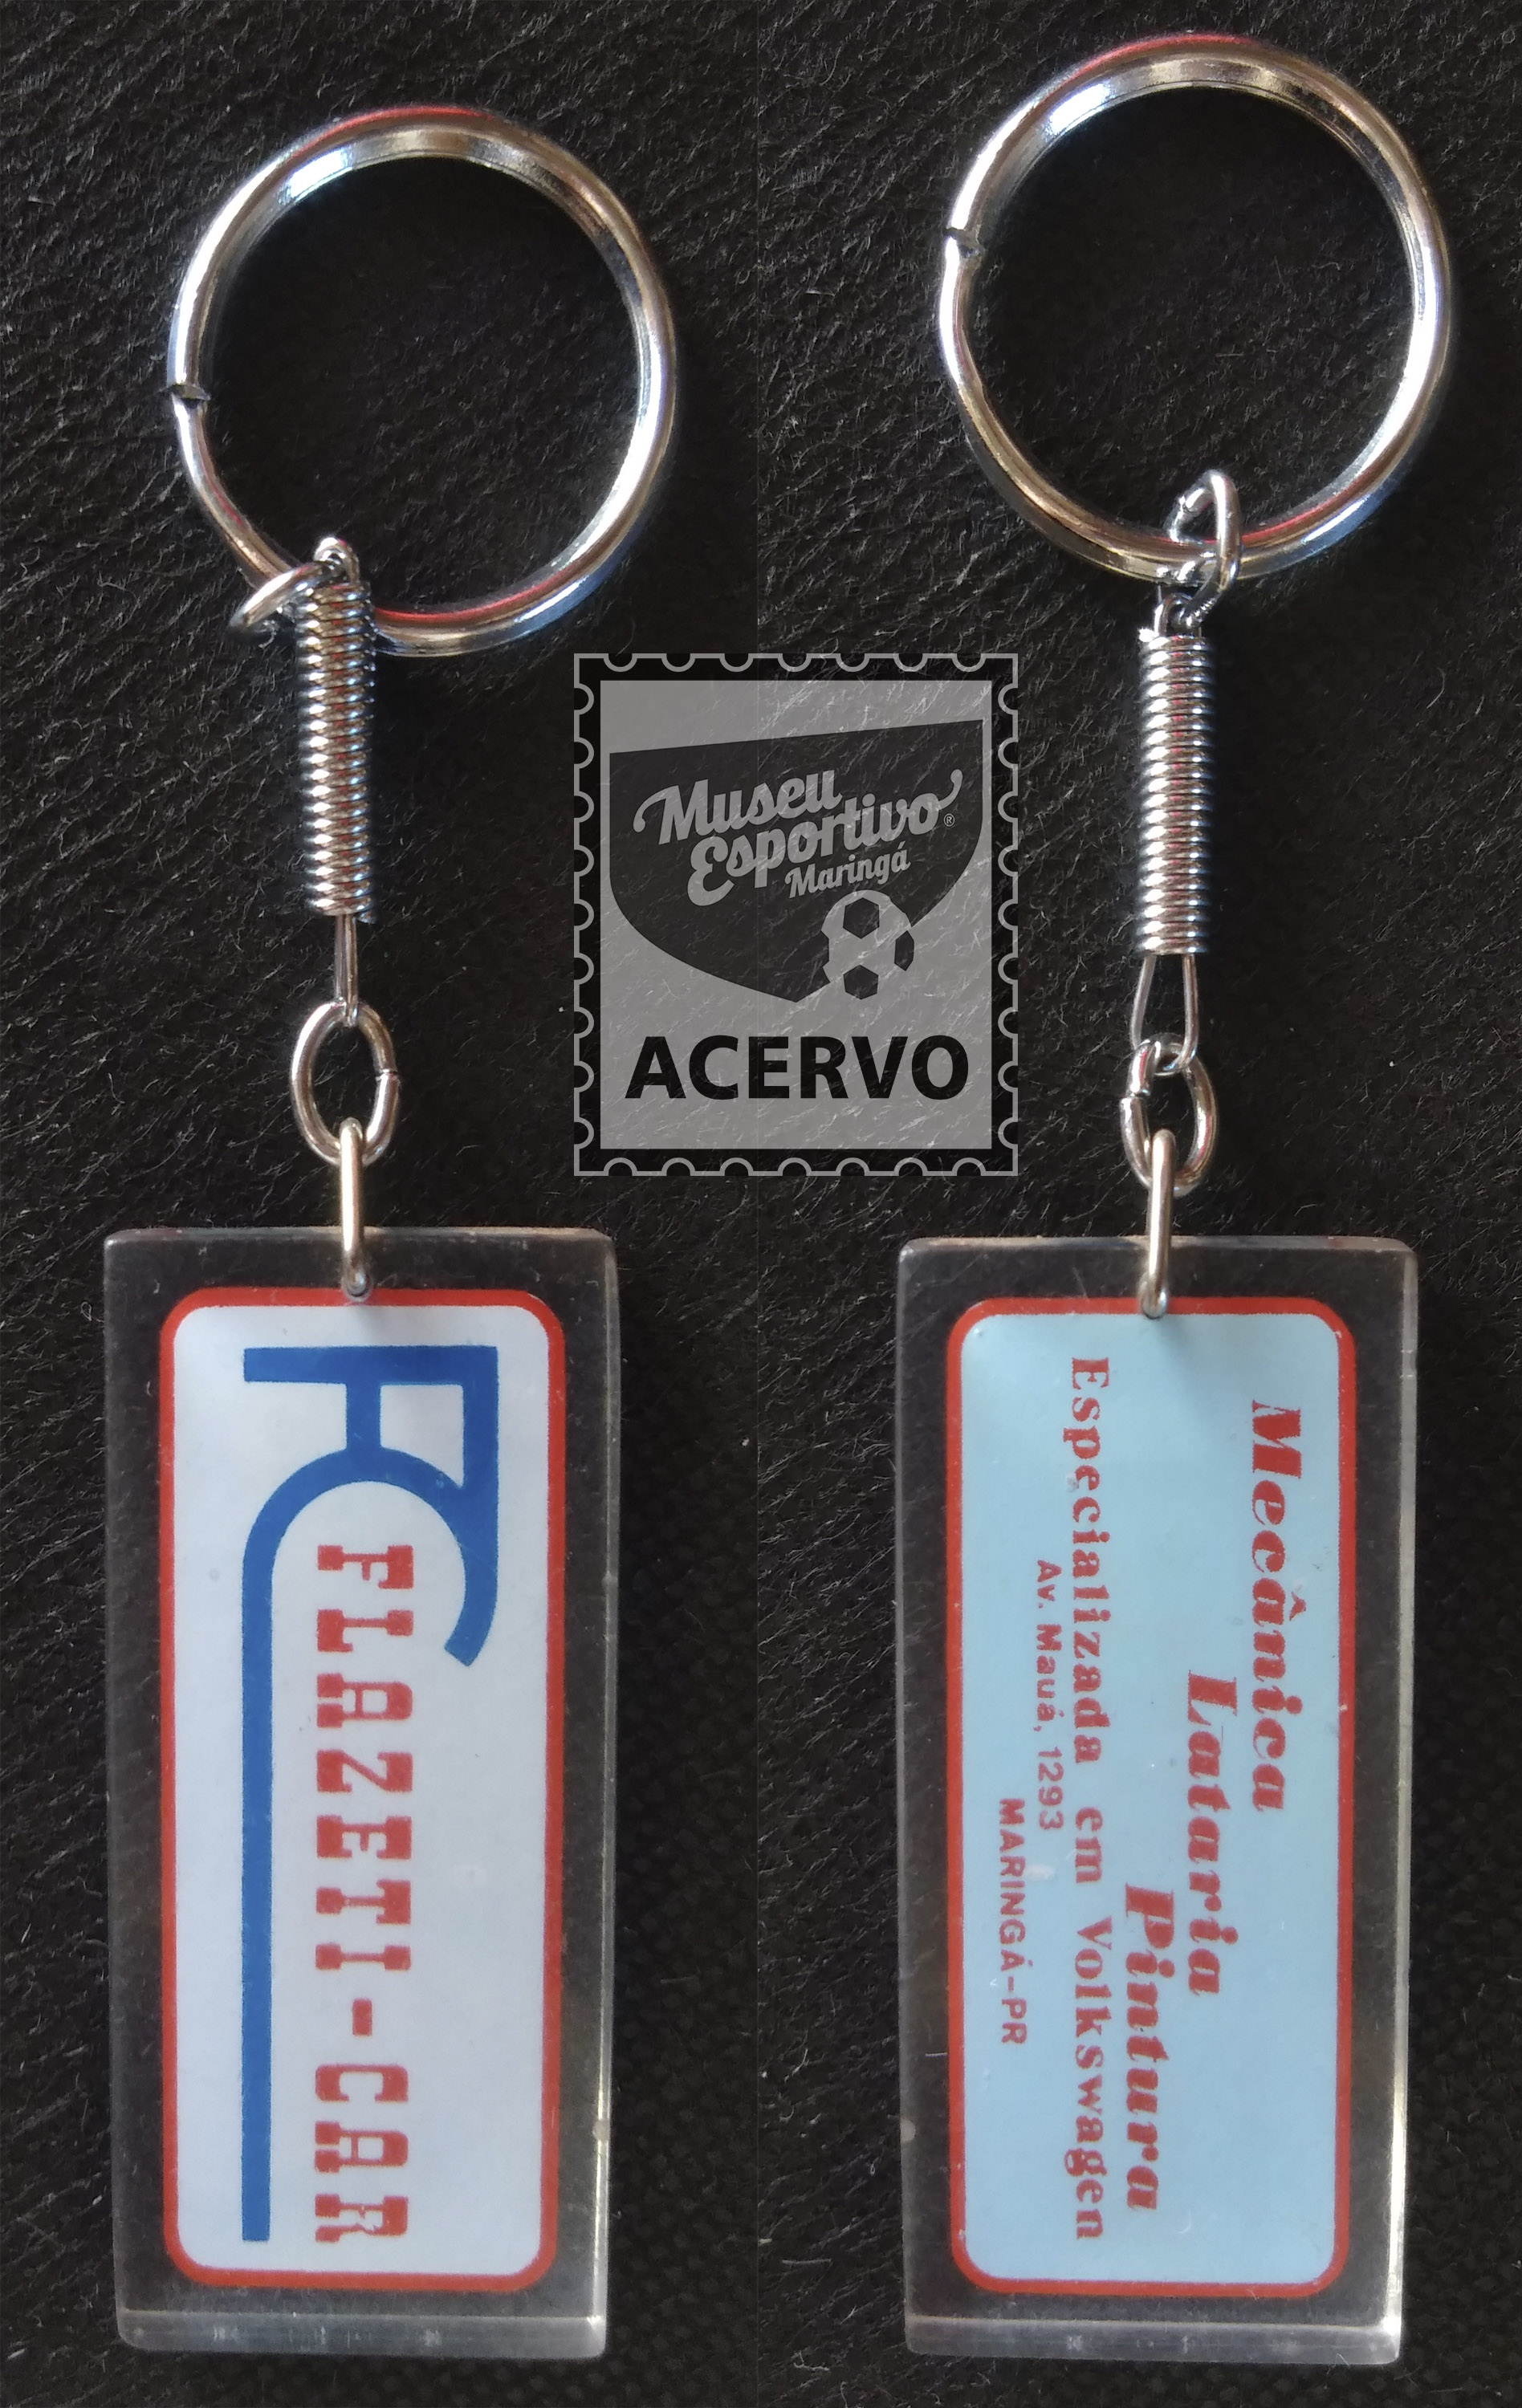 Museu
Esportivo®
Maringá
ACERVO
FC
FLAZETI-CAR
Mecânica
Lataria
Pintura
Especializada em Volkswagen
Av. Mauá, 1293
MARINGÁ-PR